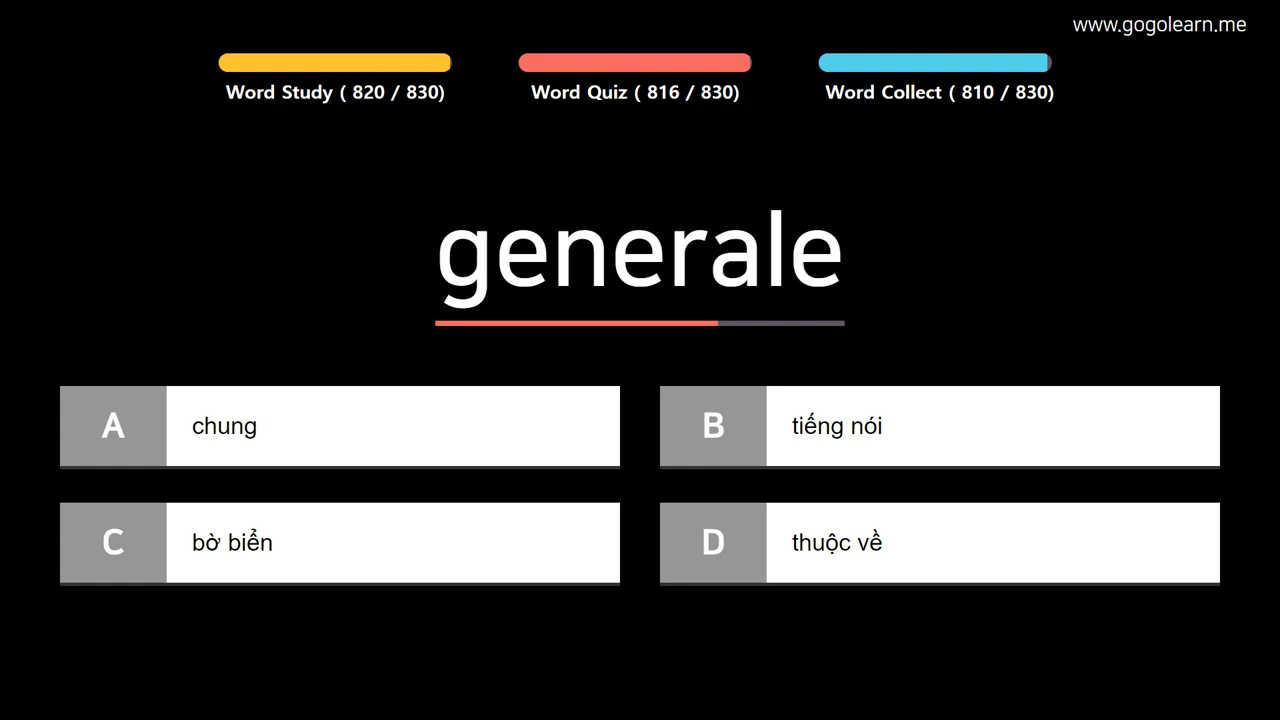 www.gogolearn.me
Word Study ( 820 / 830)
Word Quiz ( 816 / 830)
Word Collect ( 810 / 830)
generale
A chung
B tiếng nói
C bờ biển
D thuộc về